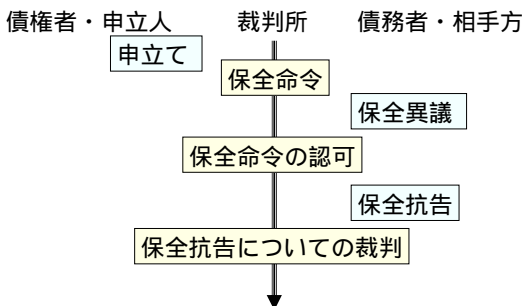 債権者・申立人 裁判所 債務者・相手方
申立て
保全命令
保全異議
保全命令の認可
保全抗告
保全抗告についての裁判